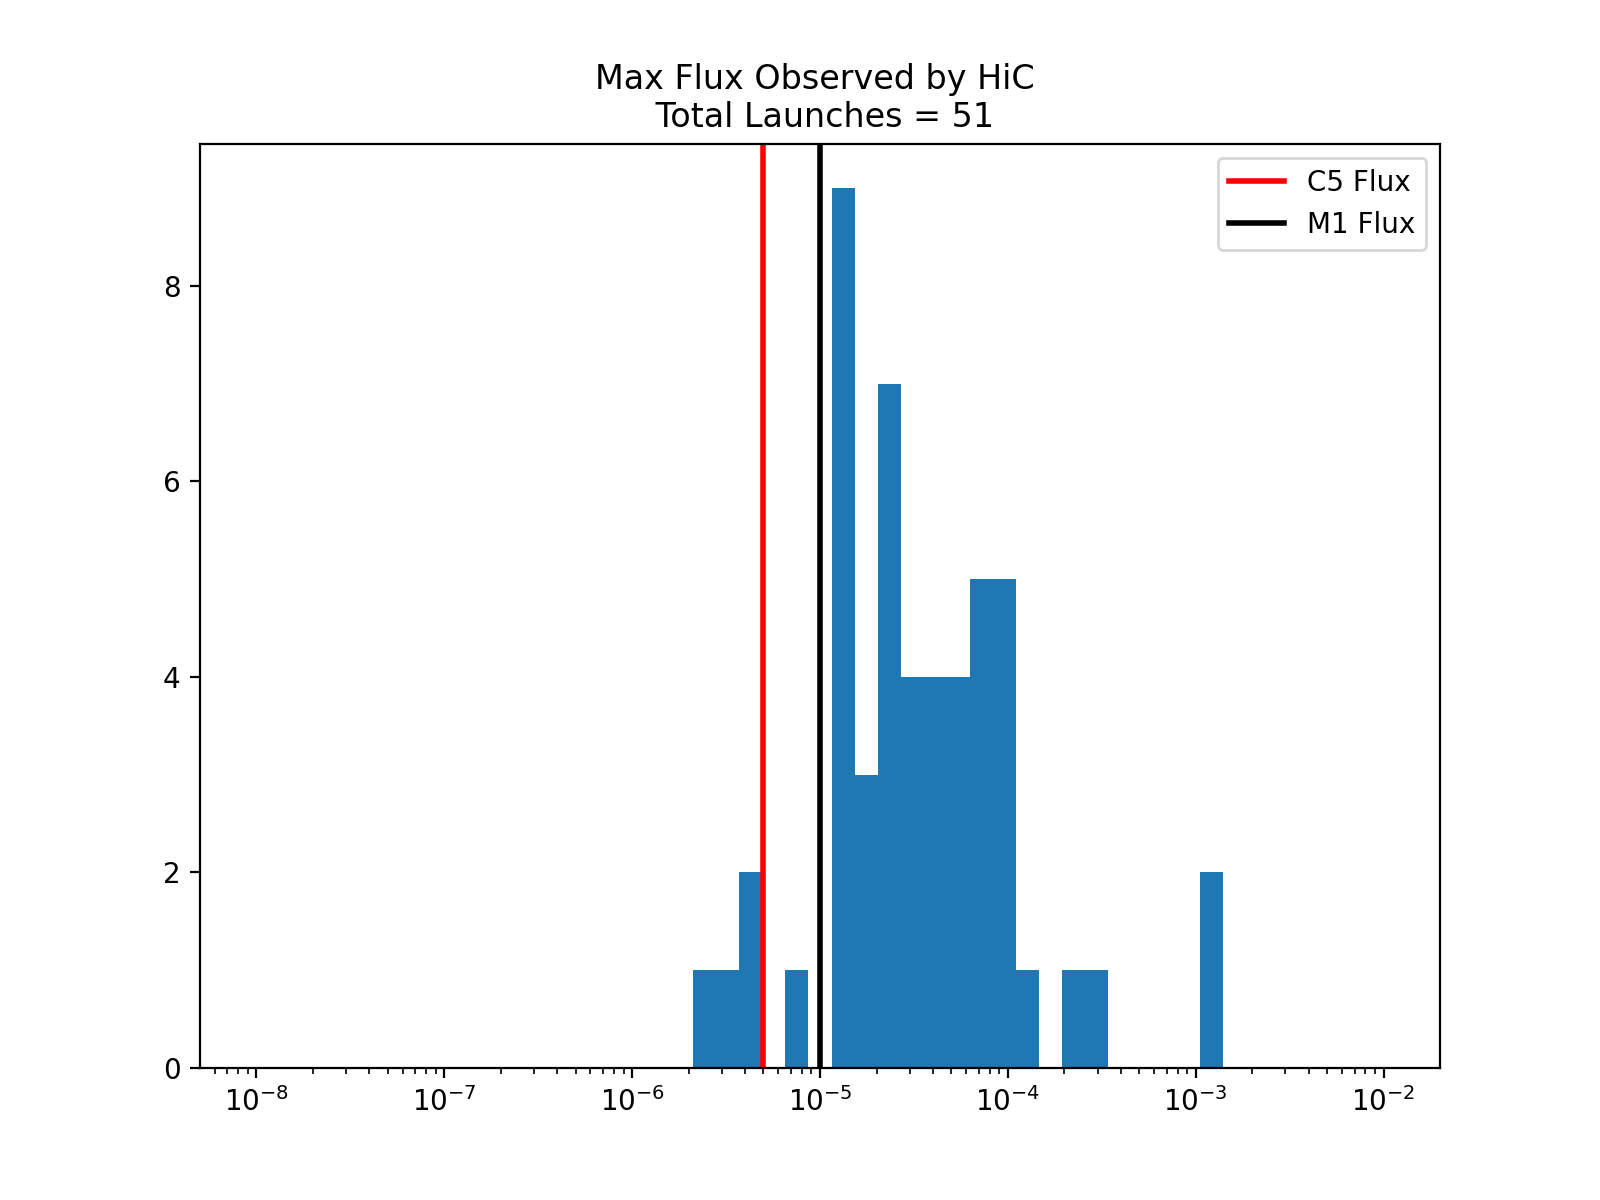 Max Flux Observed by HiC
Total Launches = 51
C5 Flux
M1 Flux
8
6
4
2
0
10⁻⁸ 10⁻⁷ 10⁻⁶ 10⁻⁵ 10⁻⁴ 10⁻³ 10⁻²